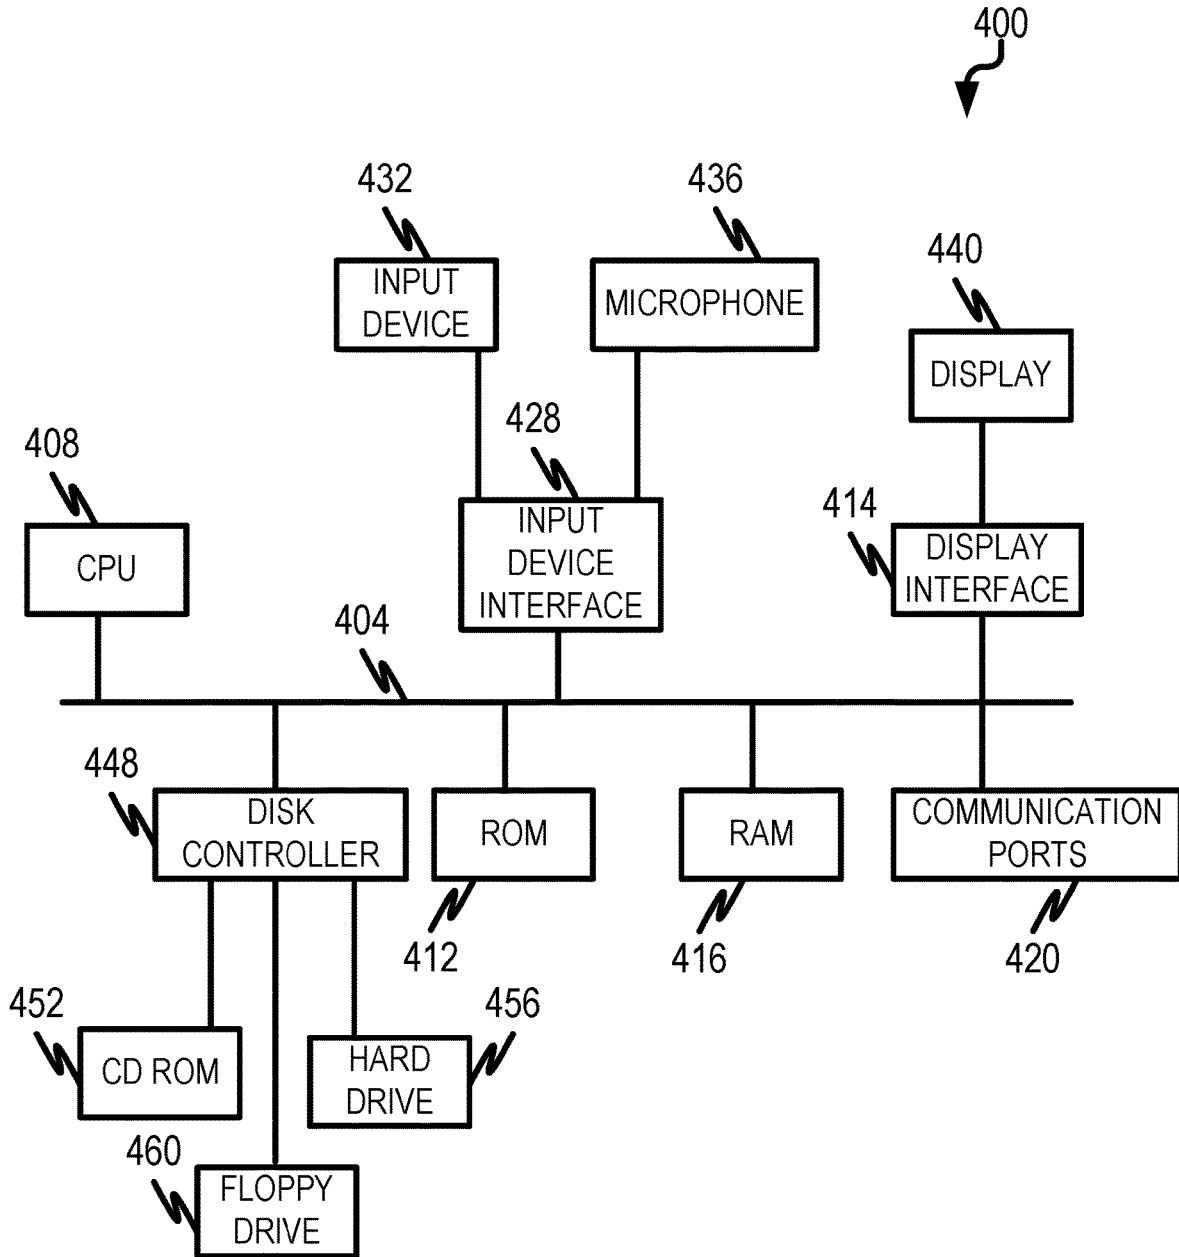 400
432
436
INPUT
DEVICE
MICROPHONE
440
DISPLAY
408
428
CPU
INPUT
DEVICE
INTERFACE
414
DISPLAY
INTERFACE
404
448
DISK
CONTROLLER
ROM
RAM
COMMUNICATION
PORTS
412
416
420
452
456
CD ROM
HARD
DRIVE
460
FLOPPY
DRIVE